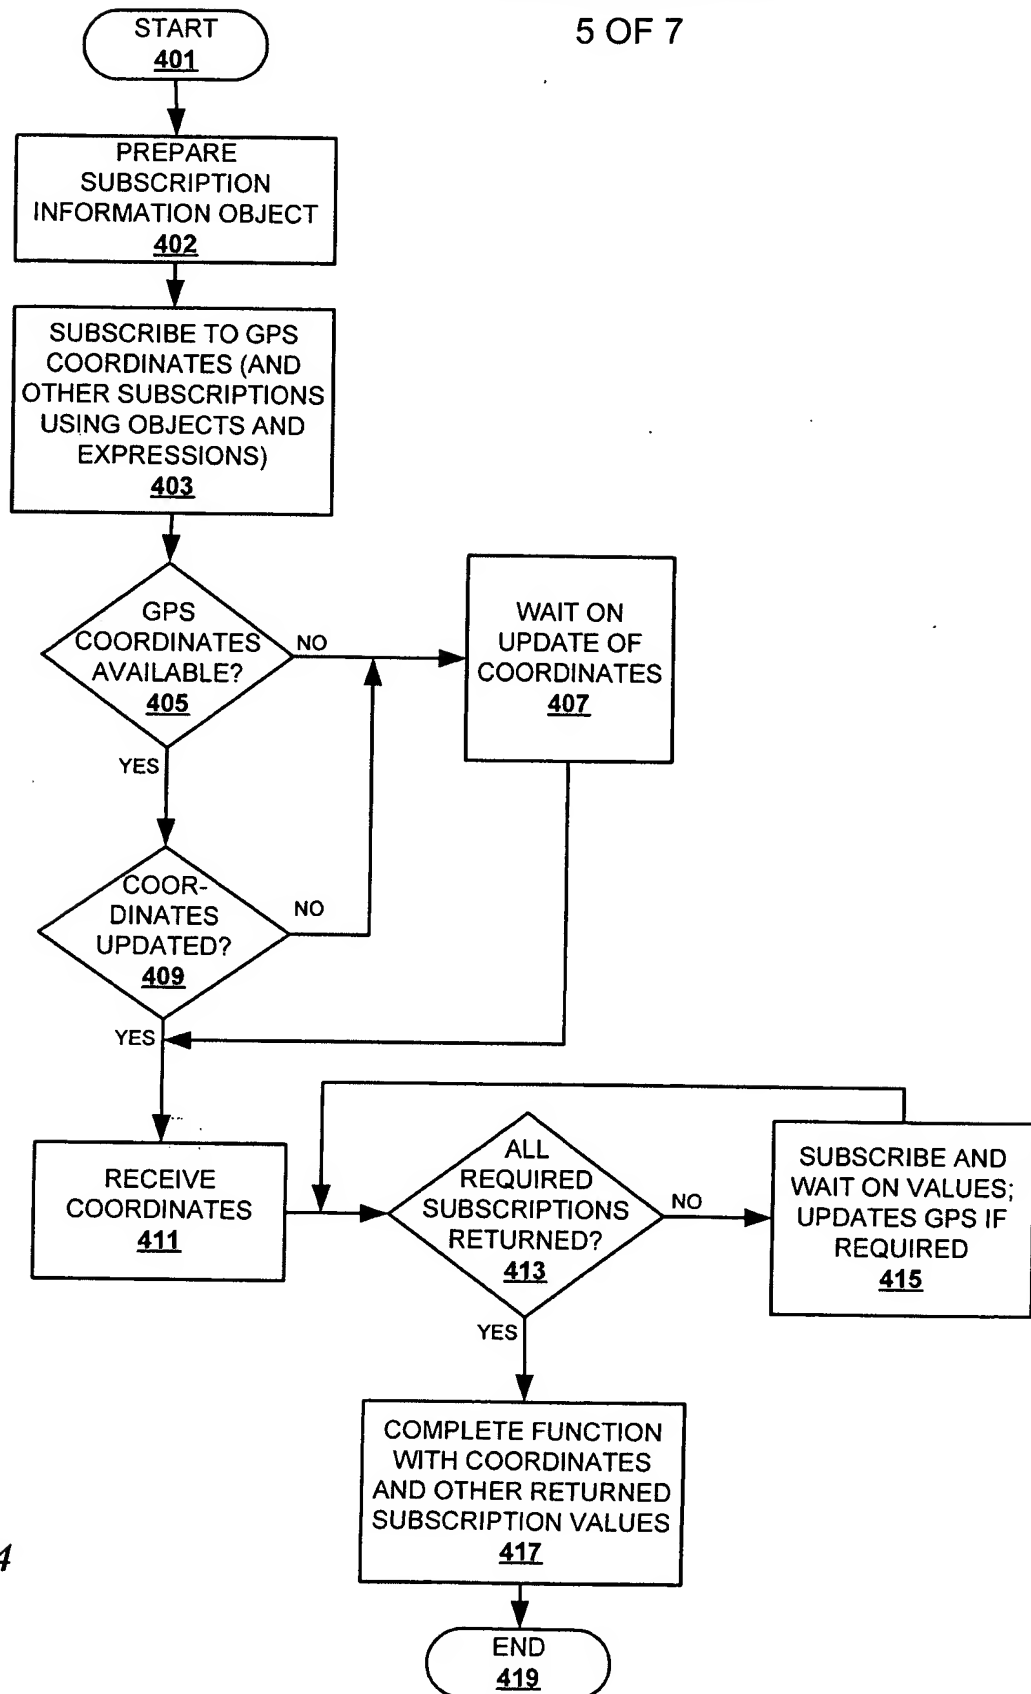 START
401
5 OF 7
PREPARE
SUBSCRIPTION
INFORMATION OBJECT
402
SUBSCRIBE TO GPS
COORDINATES (AND
OTHER SUBSCRIPTIONS
USING OBJECTS AND
EXPRESSIONS)
403
GPS
COORDINATES
AVAILABLE?
405
NO
WAIT ON
UPDATE OF
COORDINATES
407
YES
COOR-
DINATES
UPDATED?
409
NO
YES
RECEIVE
COORDINATES
411
ALL
REQUIRED
SUBSCRIPTIONS
RETURNED?
413
NO
SUBSCRIBE AND
WAIT ON VALUES;
UPDATES GPS IF
REQUIRED
415
YES
COMPLETE FUNCTION
WITH COORDINATES
AND OTHER RETURNED
SUBSCRIPTION VALUES
417
4
END
419